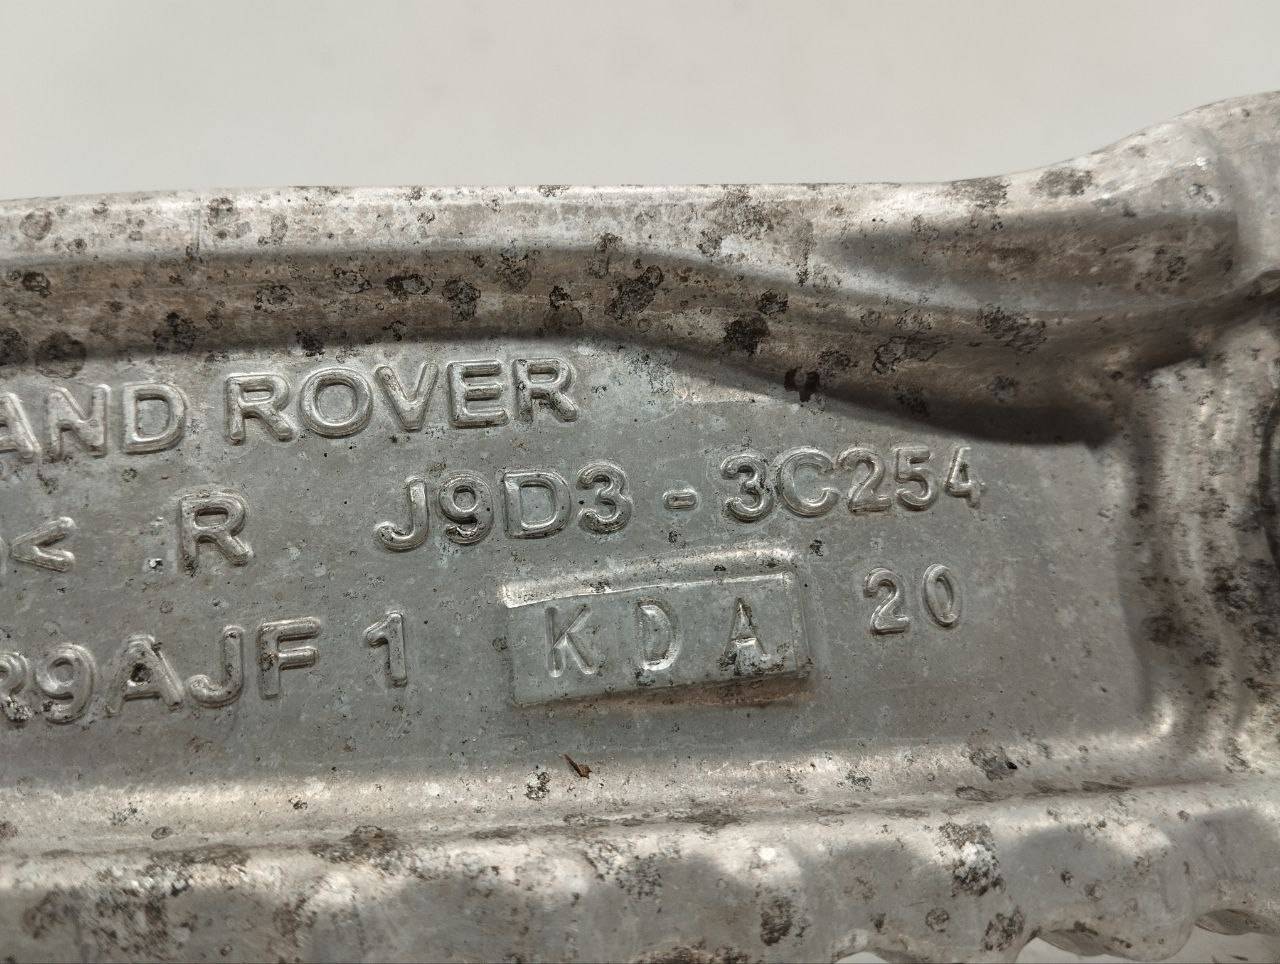 AND ROVER
< R J9D3-3C254
R9AJF 1 KDA 20